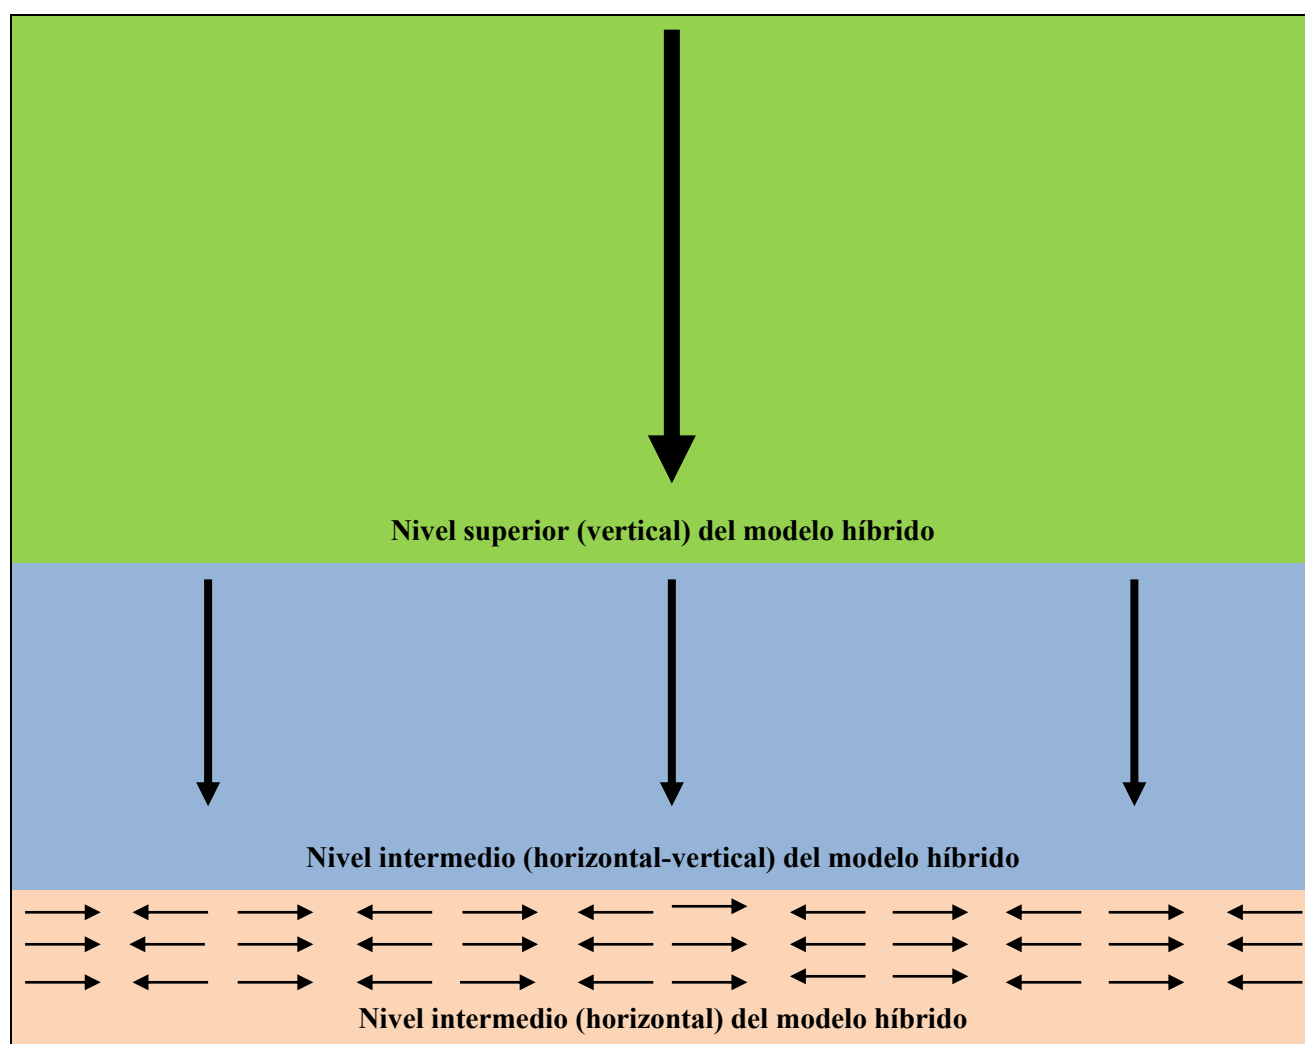 Nivel superior (vertical) del modelo híbrido
Nivel intermedio (horizontal-vertical) del modelo híbrido
Nivel intermedio (horizontal) del modelo híbrido